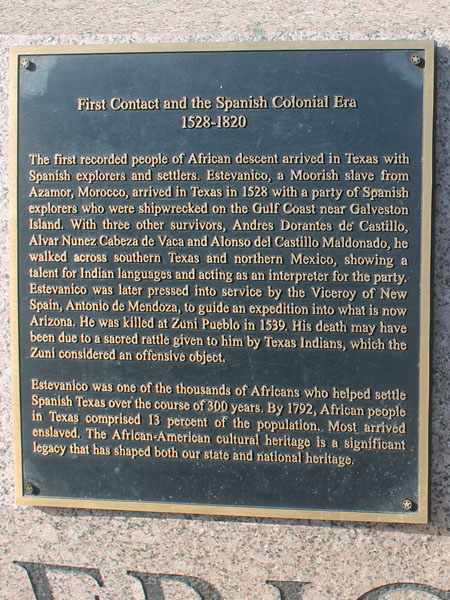 First Contact and the Spanish Colonial Era
1528-1820
The first recorded people of African descent arrived in Texas with
Spanish explorers and settlers. Estevanico, a Moorish slave from
Azamor, Morocco, arrived in Texas in 1528 with a party of Spanish
explorers who were shipwrecked on the Gulf Coast near Galveston
Island. With three other survivors, Andres Dorantes de Castillo,
Alvar Nunez Cabeza de Vaca and Alonso del Castillo Maldonado, he
walked across southern Texas and northern Mexico, showing a
talent for Indian languages and acting as an interpreter for the party.
Estevanico was later pressed into service by the Viceroy of New
Spain, Antonio de Mendoza, to guide an expedition into what is now
Arizona. He was killed at Zuni Pueblo in 1539. His death may have
been due to a sacred rattle given to him by Texas Indians, which the
Zuni considered an offensive object.
Estevanico was one of the thousands of Africans who helped settle
Spanish Texas over the course of 300 years. By 1792, African people
in Texas comprised 13 percent of the population. Most arrived
enslaved. The African-American cultural heritage is a significant
legacy that has shaped both our state and national heritage.